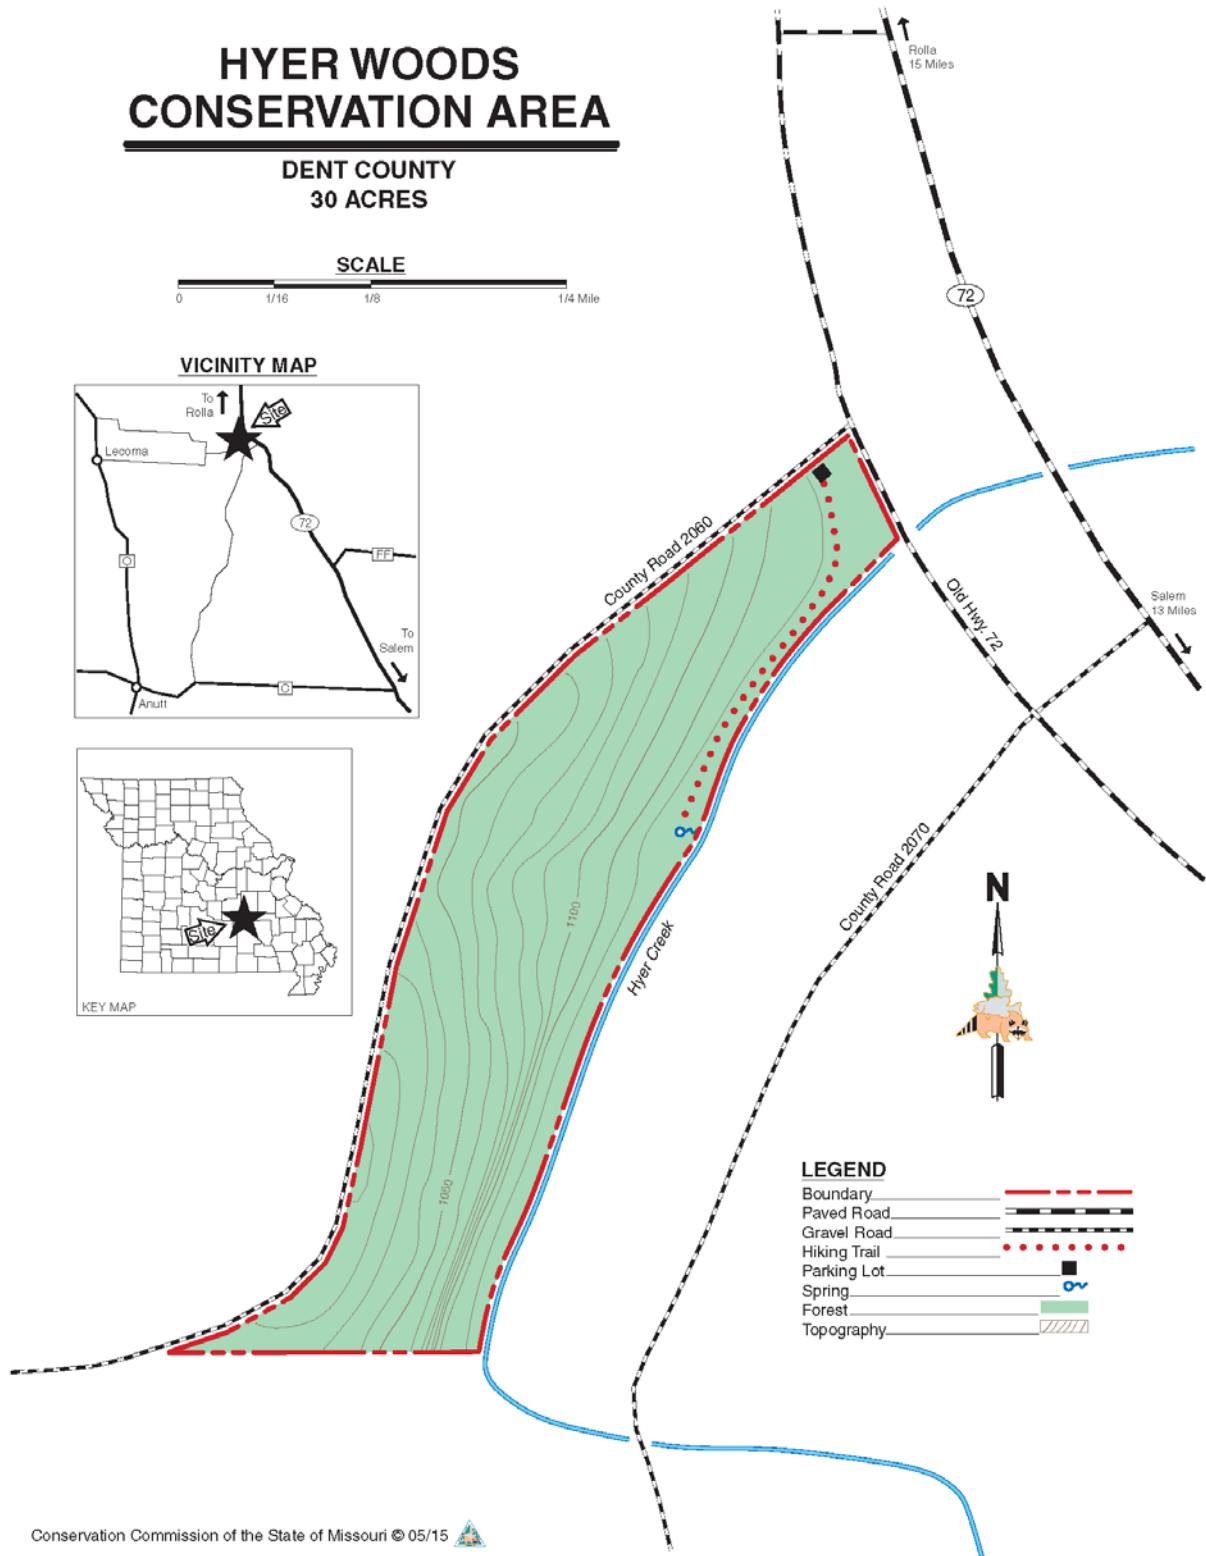 HYER WOODS
CONSERVATION AREA
DENT COUNTY
30 ACRES
Rolla
15 Miles
SCALE
0 1/16 1/8 1/4 Mile
72
VICINITY MAP
To
Rolla
Site
Lecoma
72
O
FF
To
Salem
C
Anutt
County Road 2060
Old Hwy. 72
Salem
13 Miles
KEY MAP
Site
1100
Hyer Creek
County Road 2070
N
1050
LEGEND
Boundary
Paved Road
Gravel Road
Hiking Trail
Parking Lot
Spring
Forest
Topography
Conservation Commission of the State of Missouri © 05/15